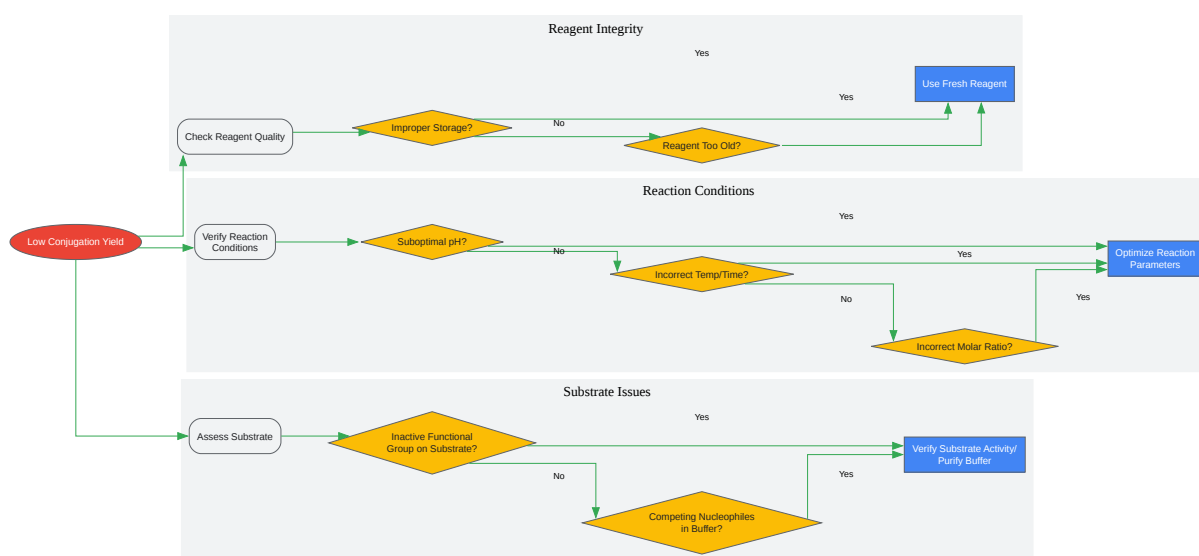 Reagent Integrity
Yes
Use Fresh Reagent
Yes
Improper Storage?
No
Check Reagent Quality
Reagent Too Old?
Reaction Conditions
Yes
Low Conjugation Yield
Verify Reaction
Conditions
Suboptimal pH?
No
Yes
Optimize Reaction
Parameters
Incorrect Temp/Time?
No
Yes
Incorrect Molar Ratio?
Substrate Issues
Yes
Assess Substrate
Inactive Functional
Group on Substrate?
Verify Substrate Activity/
Purify Buffer
No
Yes
Competing Nucleophiles
in Buffer?